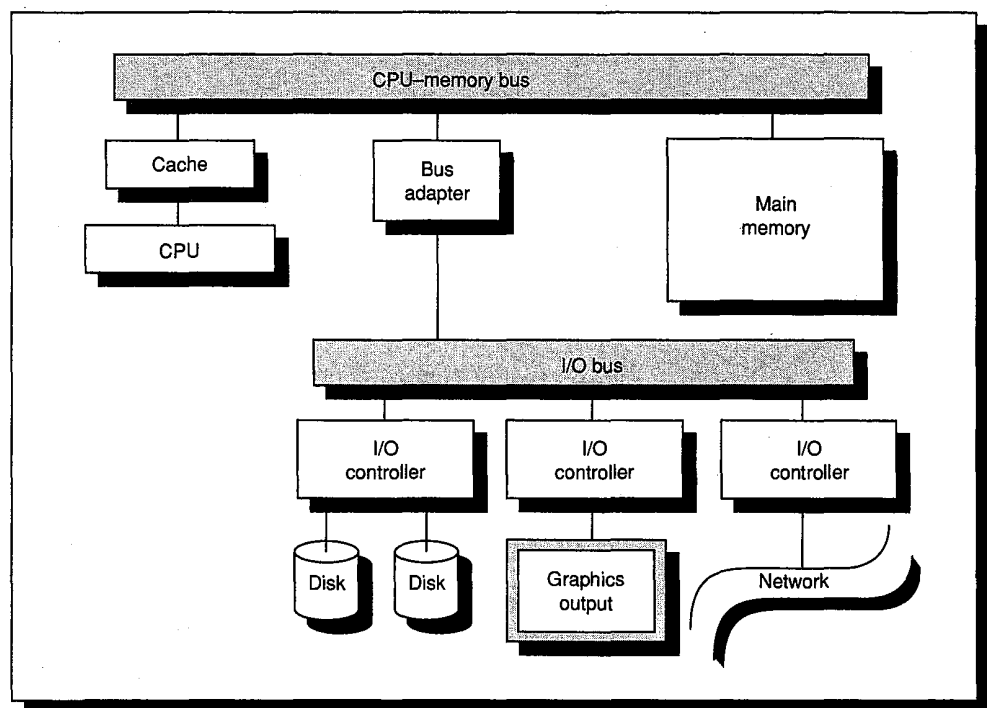 CPU–memory bus
Cache
Bus
adapter
Main
memory
CPU
I/O bus
I/O
controller
I/O
controller
I/O
controller
Disk
Disk
Graphics
output
Network